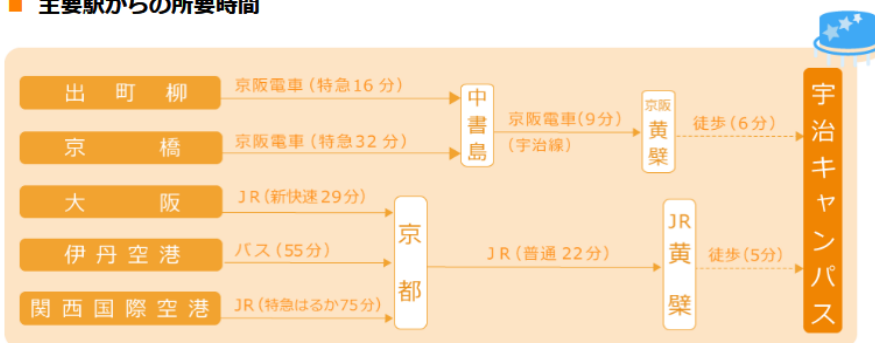 主要駅からの所要時間
出町柳
京阪電車(特急16分)
京橋
京阪電車(特急32分)
中書島
京阪電車(9分)
(宇治線)
京阪
黄檗
徒歩(6分)
大阪
JR(新快速29分)
伊丹空港
バス(55分)
関西国際空港
JR(特急はるか75分)
京都
JR(普通22分)
JR
黄檗
徒歩(5分)
宇治キャンパス